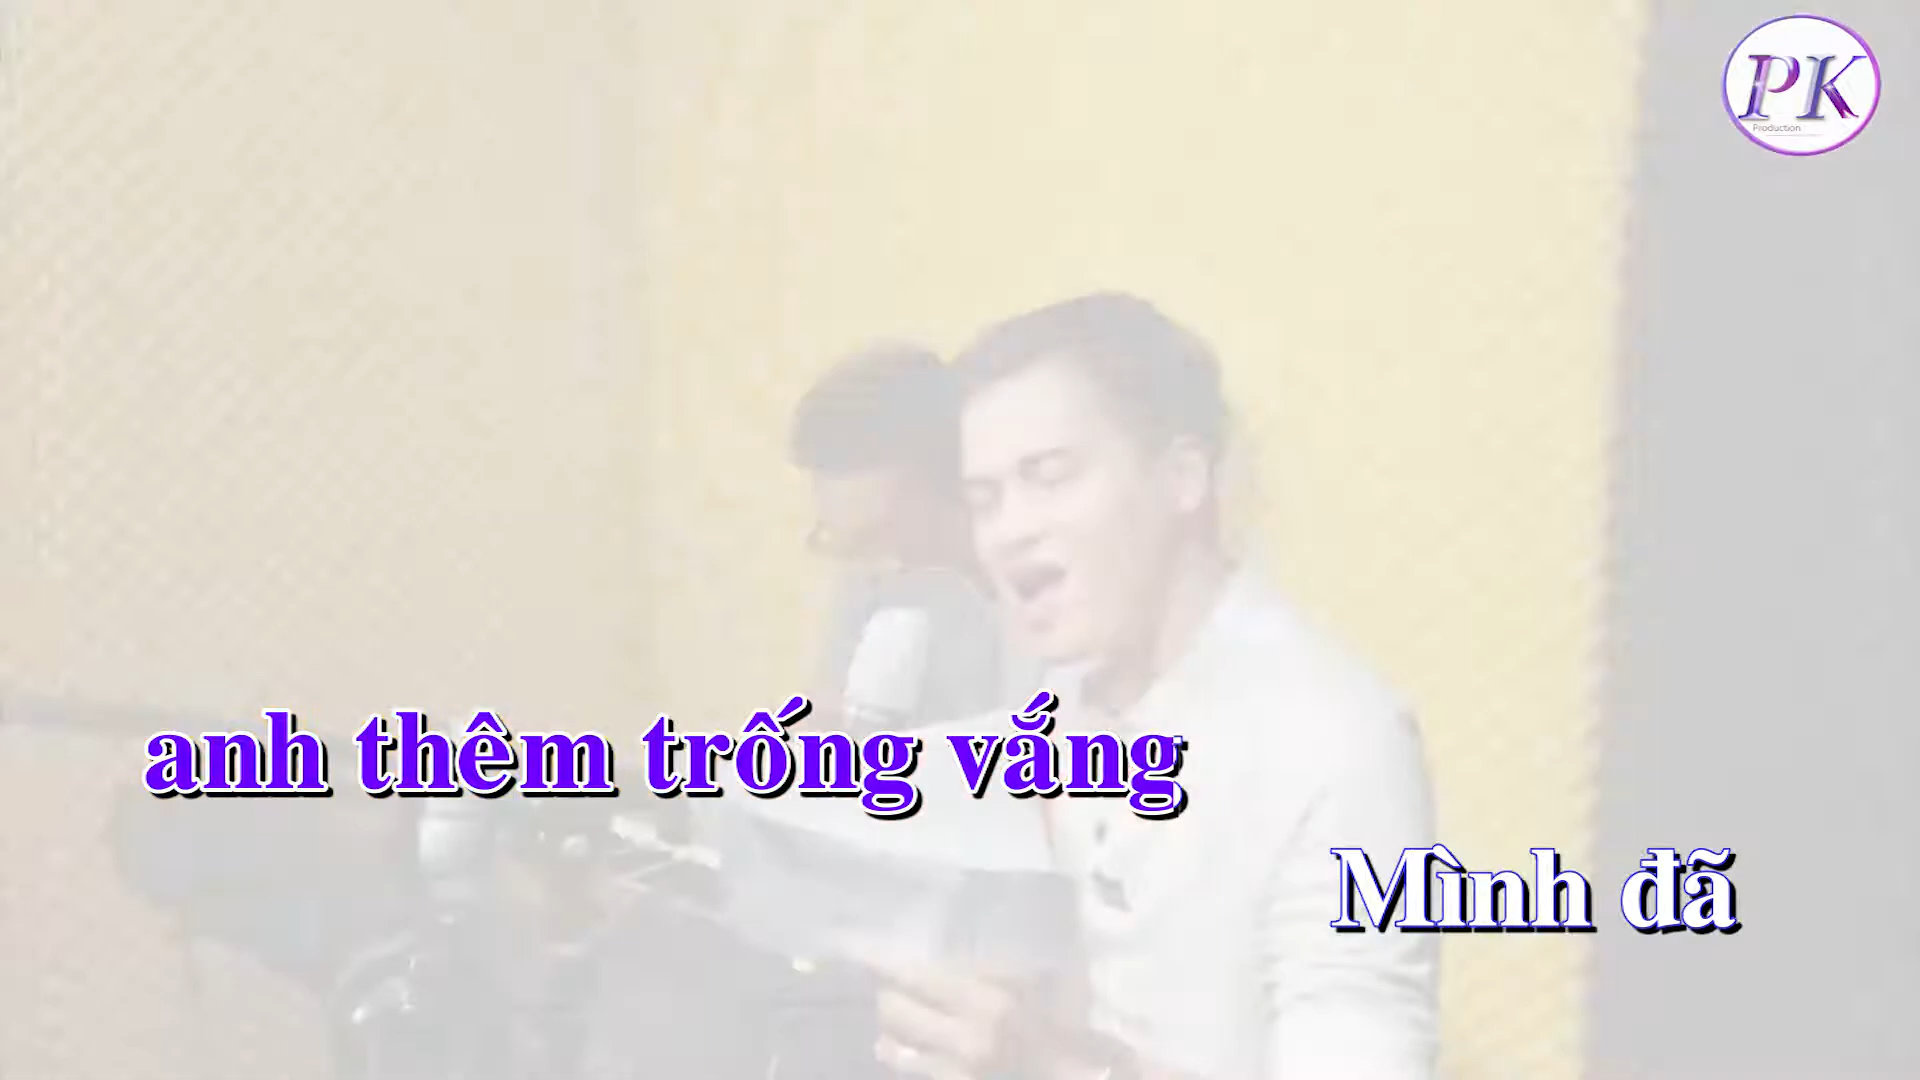 PK
Production
anh thêm trống vắng
Mình đã